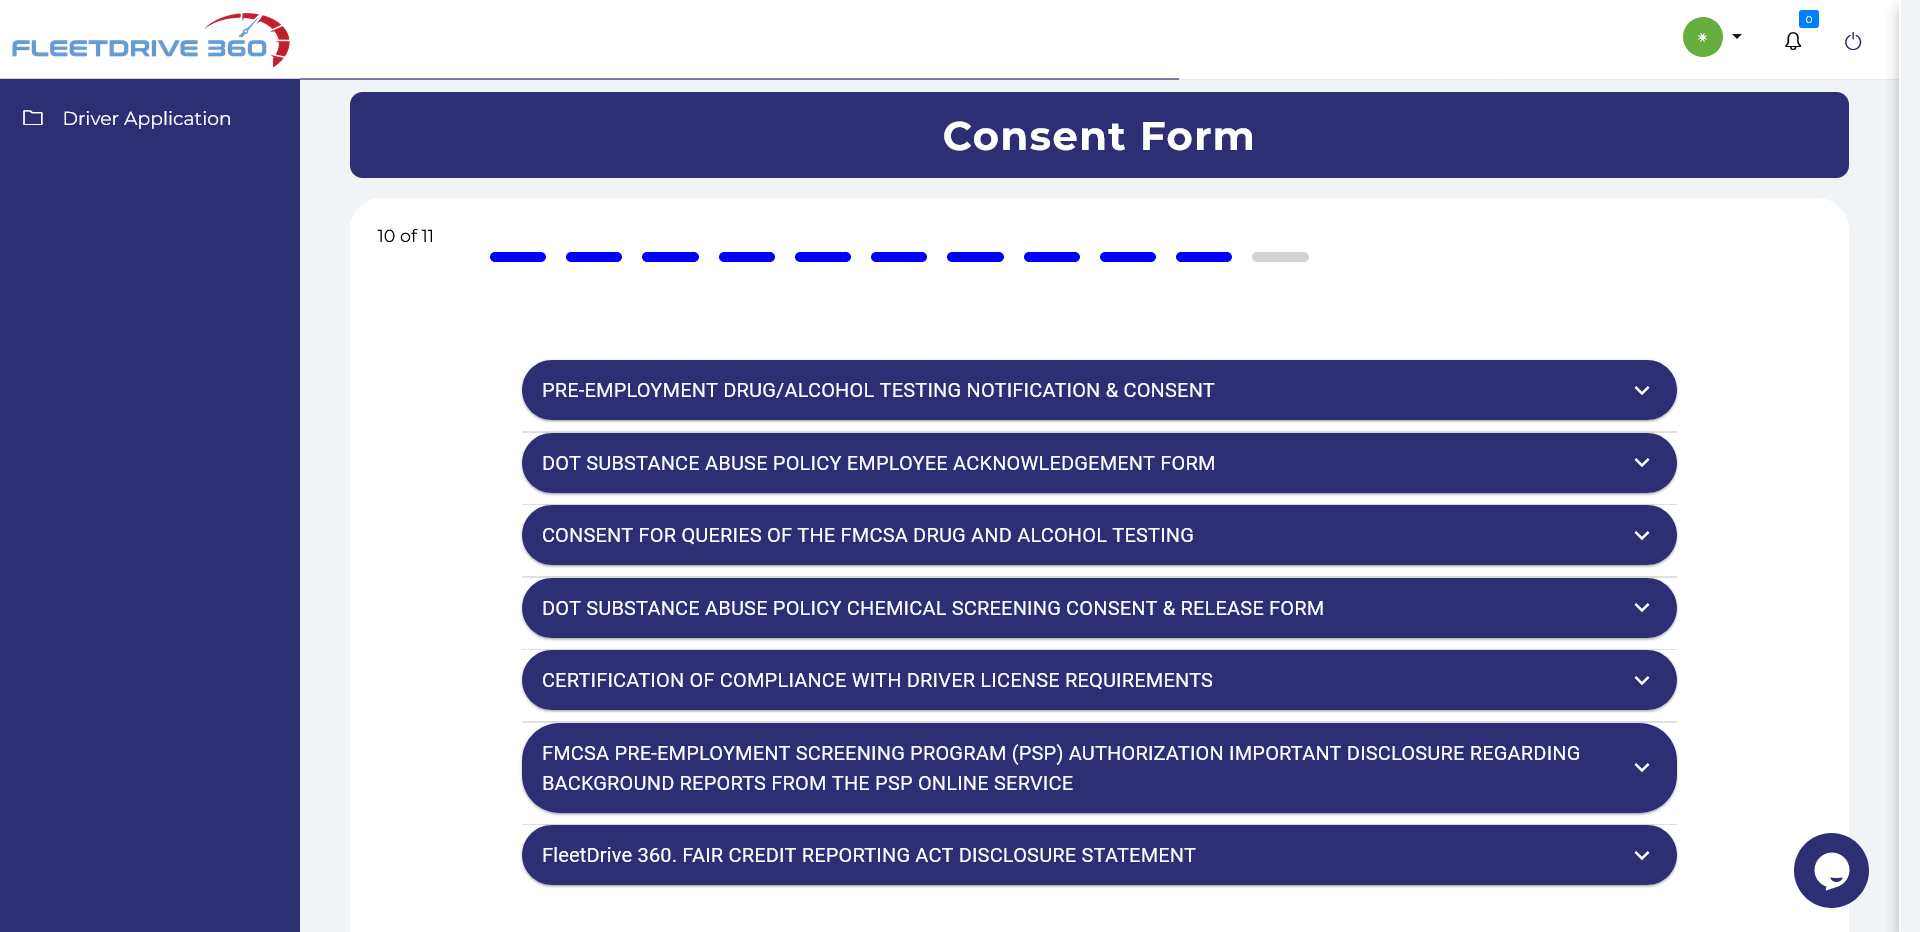 FLEETDRIVE 360
0
Driver Application
Consent Form
10 of 11
PRE-EMPLOYMENT DRUG/ALCOHOL TESTING NOTIFICATION & CONSENT
DOT SUBSTANCE ABUSE POLICY EMPLOYEE ACKNOWLEDGEMENT FORM
CONSENT FOR QUERIES OF THE FMCSA DRUG AND ALCOHOL TESTING
DOT SUBSTANCE ABUSE POLICY CHEMICAL SCREENING CONSENT & RELEASE FORM
CERTIFICATION OF COMPLIANCE WITH DRIVER LICENSE REQUIREMENTS
FMCSA PRE-EMPLOYMENT SCREENING PROGRAM (PSP) AUTHORIZATION IMPORTANT DISCLOSURE REGARDING
BACKGROUND REPORTS FROM THE PSP ONLINE SERVICE
FleetDrive 360. FAIR CREDIT REPORTING ACT DISCLOSURE STATEMENT